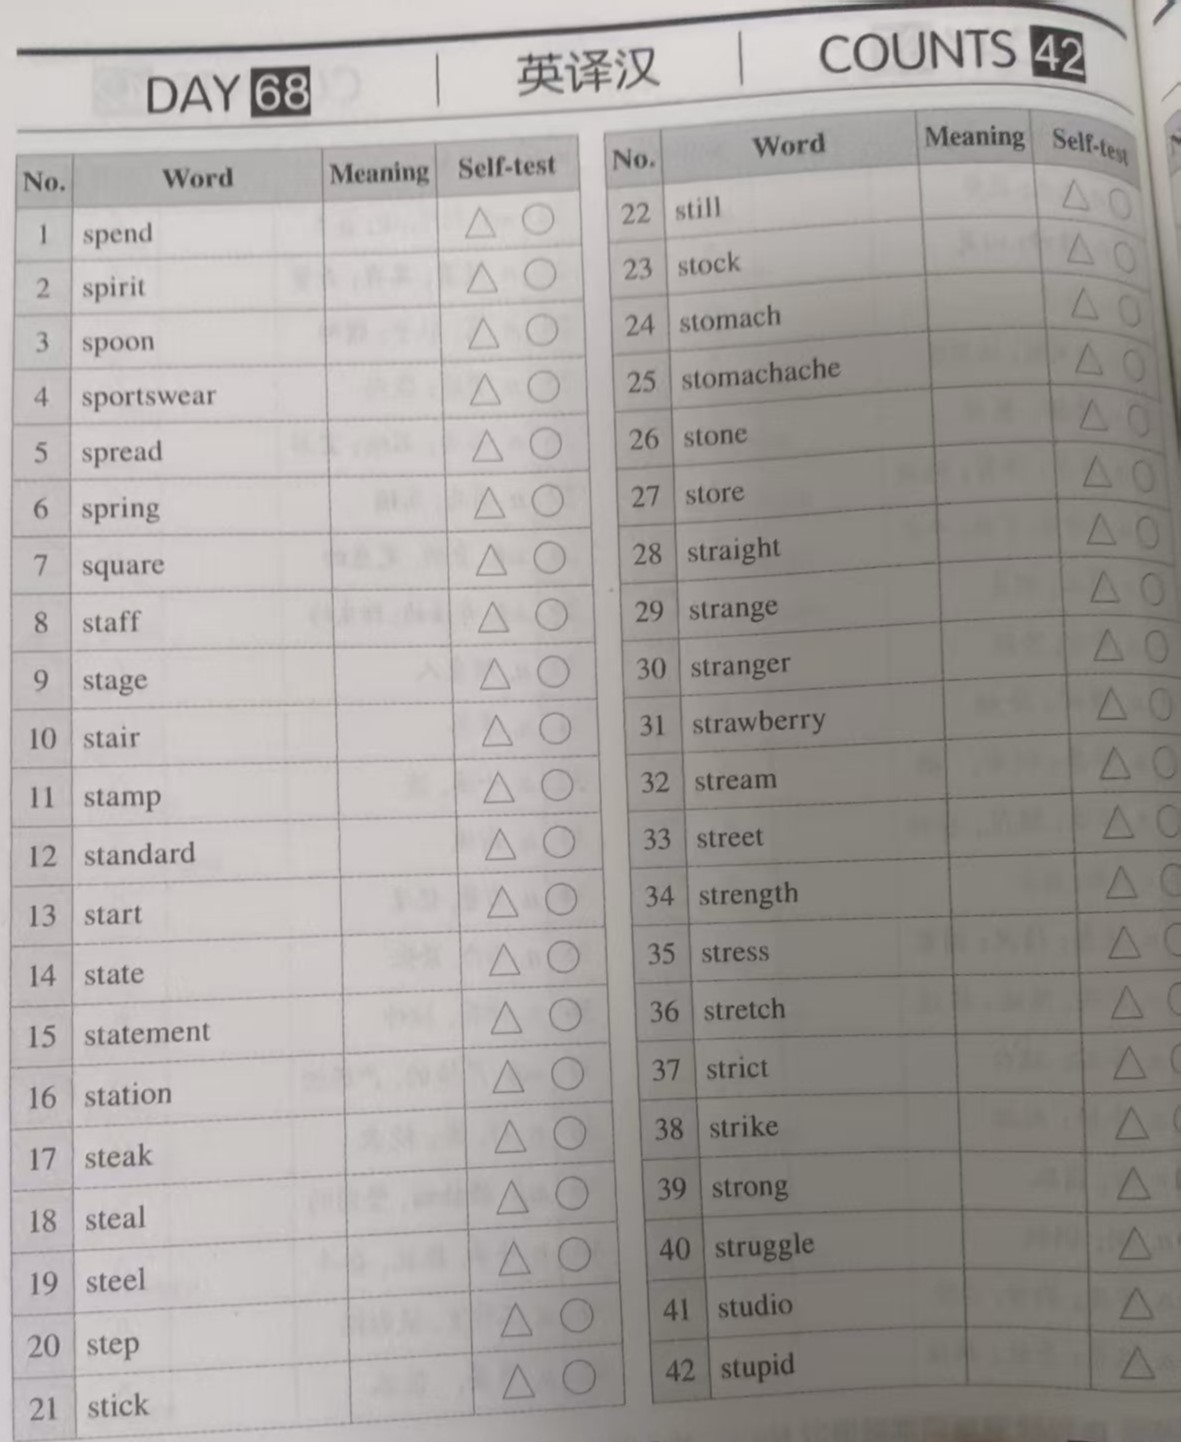 DAY 68
英译汉
COUNTS 42
No. Word Meaning Self-test
1 spend
2 spirit
3 spoon
4 sportswear
5 spread
6 spring
7 square
8 staff
9 stage
10 stair
11 stamp
12 standard
13 start
14 state
15 statement
16 station
17 steak
18 steal
19 steel
20 step
21 stick
No. Word Meaning Self-test
22 still
23 stock
24 stomach
25 stomachache
26 stone
27 store
28 straight
29 strange
30 stranger
31 strawberry
32 stream
33 street
34 strength
35 stress
36 stretch
37 strict
38 strike
39 strong
40 struggle
41 studio
42 stupid